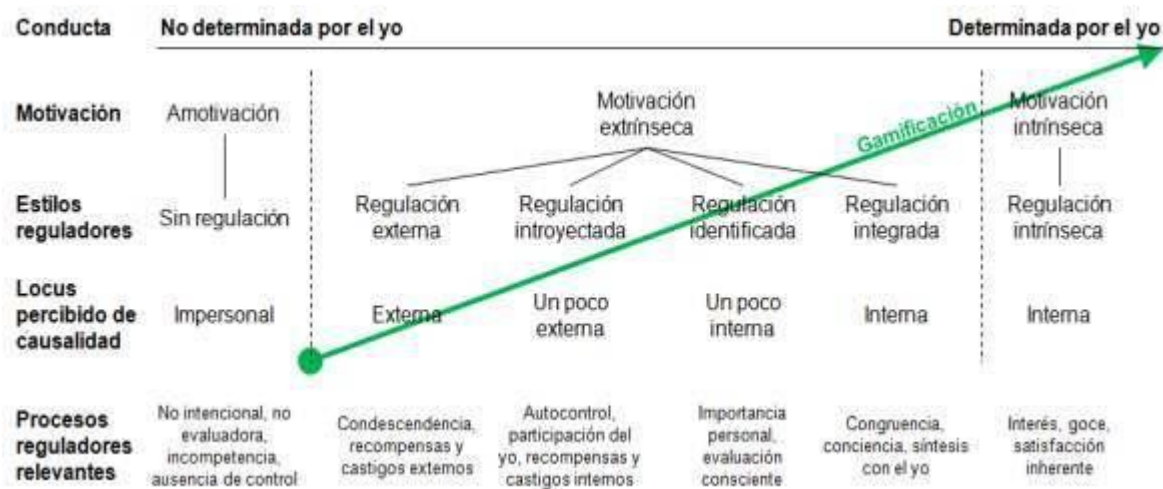 Conducta No determinada por el yo Determinada por el yo
Motivación Amotivación Motivación extrínseca Gamificación Motivación intrínseca
Estilos reguladores Sin regulación Regulación externa Regulación introyectada Regulación identificada Regulación integrada Regulación intrínseca
Locus percibido de causalidad Impersonal Externa Un poco externa Un poco interna Interna Interna
Procesos reguladores relevantes
No intencional, no
evaluadora,
incompetencia,
ausencia de control
Condescendencia,
recompensas y
castigos externos
Autocontrol,
participación del
yo, recompensas y
castigos internos
Importancia
personal,
evaluación
consciente
Congruencia,
conciencia, síntesis
con el yo
Interés, goce,
satisfacción
inherente